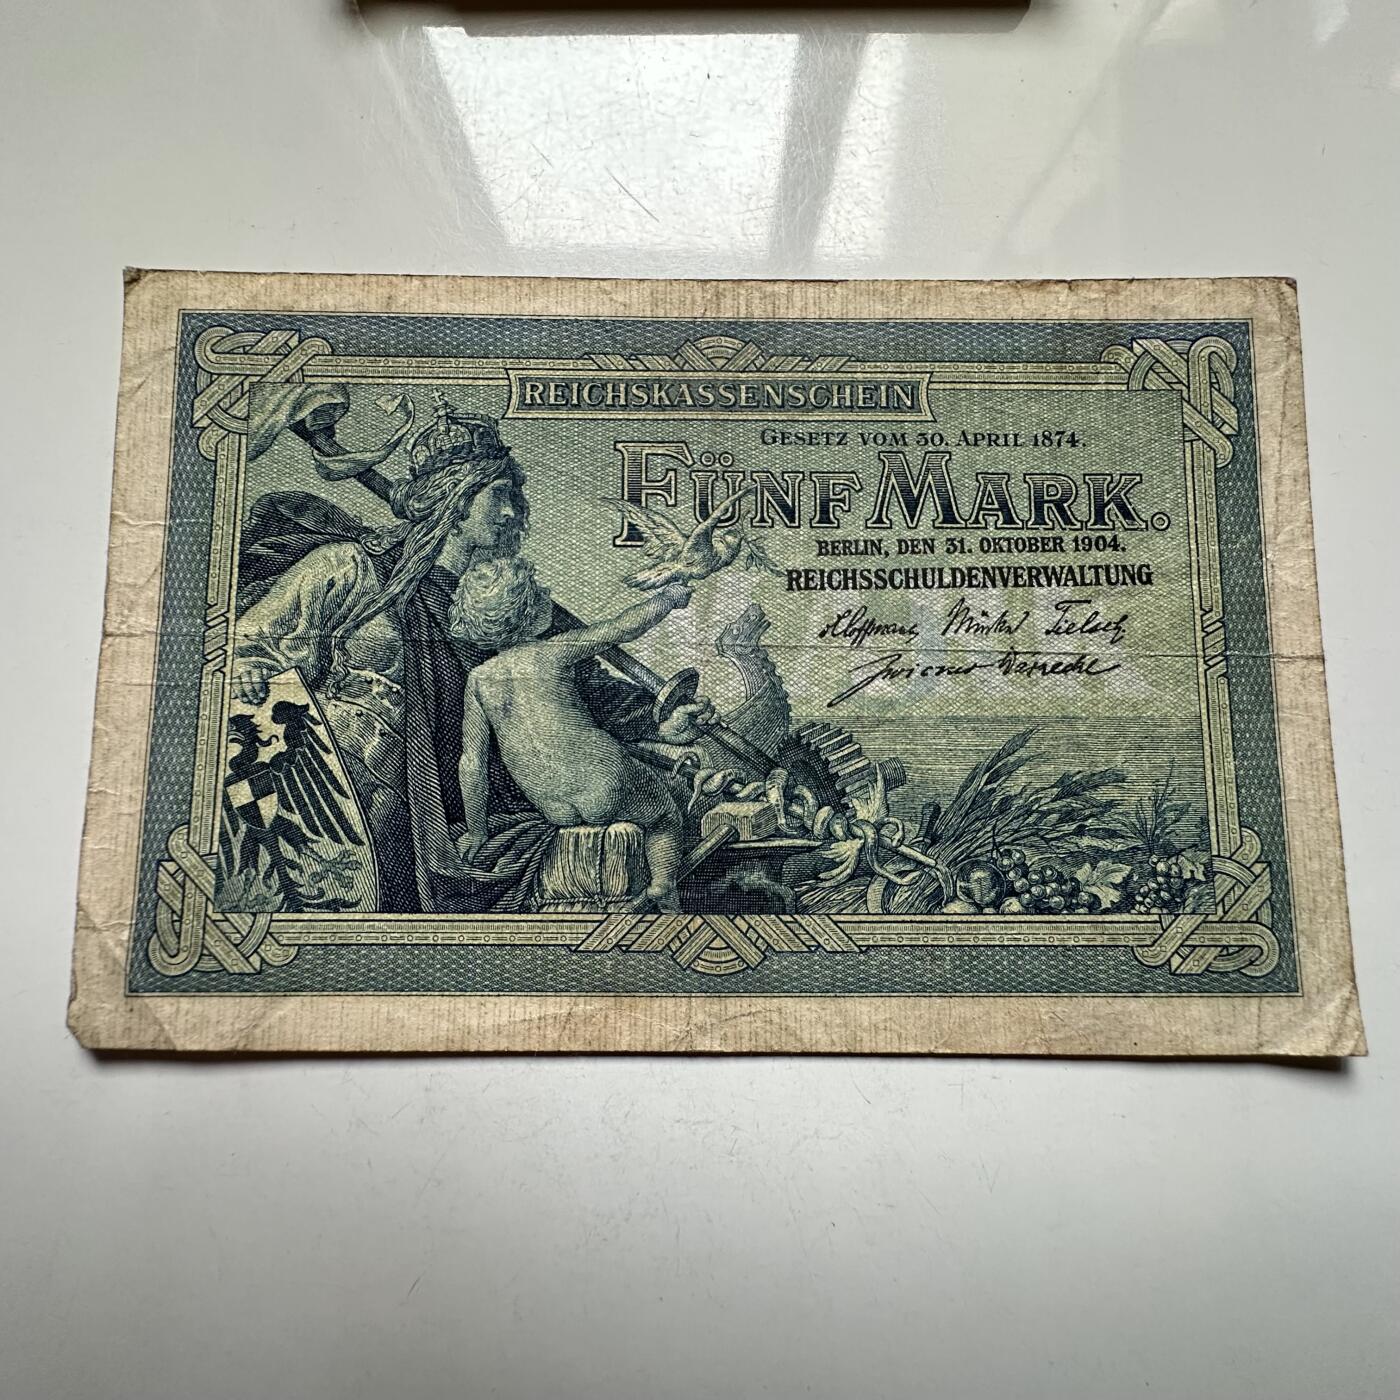 REICHSKASSENSCHEIN
GESETZ VOM 30. APRIL 1874.
FÜNF MARK.
BERLIN, DEN 31. OKTOBER 1904.
REICHSSCHULDENVERWALTUNG